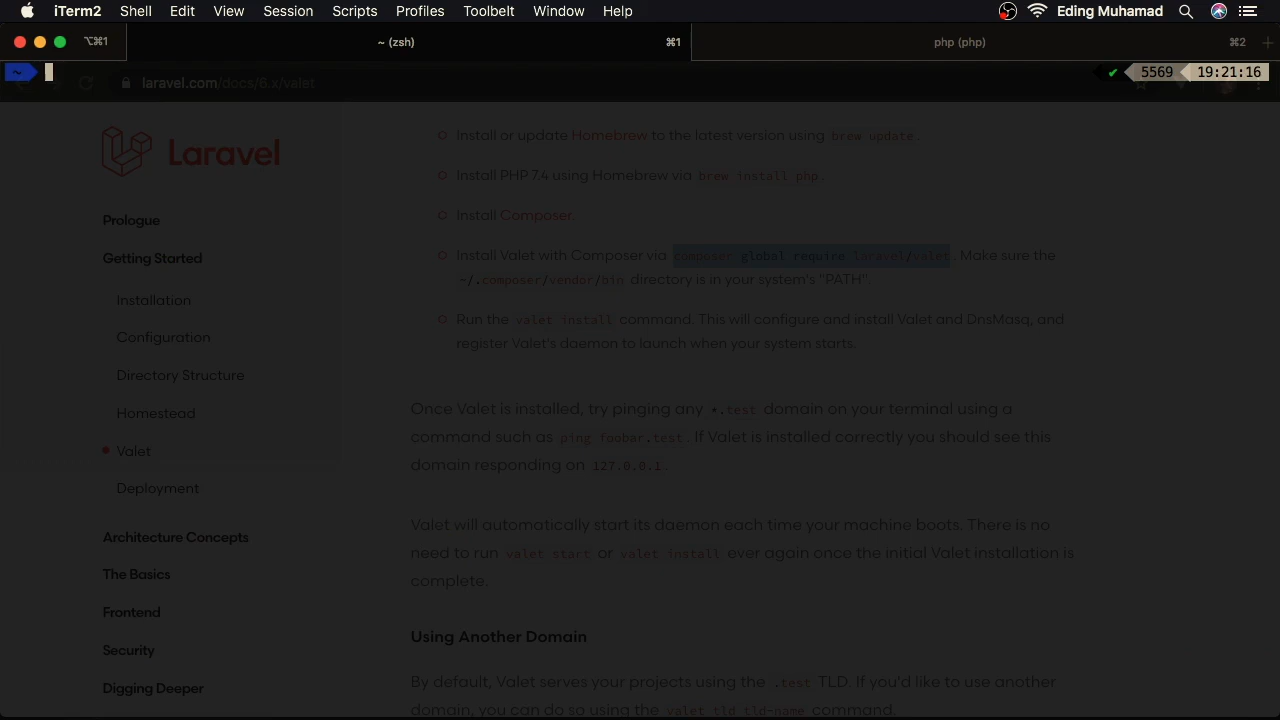 iTerm2 Shell Edit View Session Scripts Profiles Toolbelt Window Help Eding Muhamad
⌥⌘1 ~ (zsh) ⌘1 php (php) ⌘2
~ ✔ 5569 19:21:16
laravel.com/docs/6.x/valet
Laravel
Prologue
Getting Started
Installation
Configuration
Directory Structure
Homestead
Valet
Deployment
Architecture Concepts
The Basics
Frontend
Security
Digging Deeper
Install or update Homebrew to the latest version using brew update.
Install PHP 7.4 using Homebrew via brew install php.
Install Composer.
Install Valet with Composer via composer global require laravel/valet. Make sure the
~/.composer/vendor/bin directory is in your system's "PATH".
Run the valet install command. This will configure and install Valet and DnsMasq, and
register Valet's daemon to launch when your system starts.
Once Valet is installed, try pinging any *.test domain on your terminal using a
command such as ping foobar.test. If Valet is installed correctly you should see this
domain responding on 127.0.0.1.
Valet will automatically start its daemon each time your machine boots. There is no
need to run valet start or valet install ever again once the initial Valet installation is
complete.
Using Another Domain
By default, Valet serves your projects using the .test TLD. If you'd like to use another
domain, you can do so using the valet tld tld-name command.